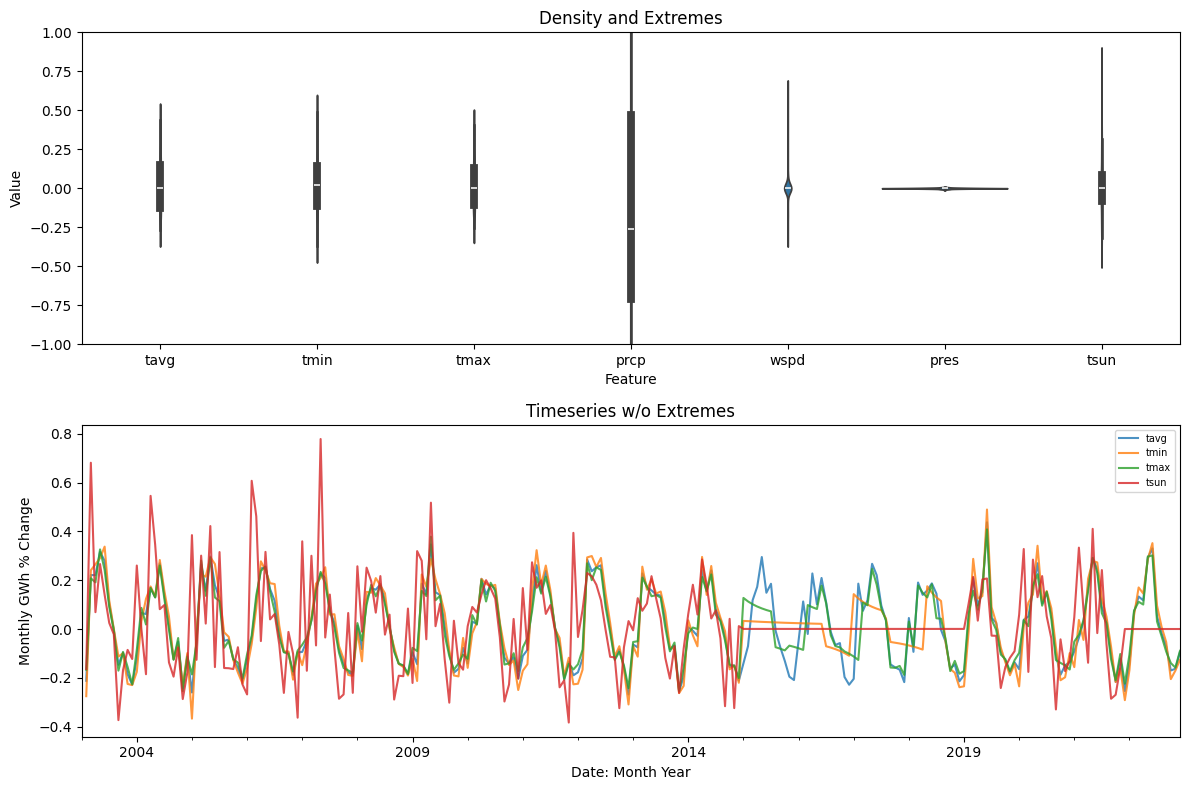 Density and Extremes
Value
1.00
0.75
0.50
0.25
0.00
−0.25
−0.50
−0.75
−1.00
tavg tmin tmax prcp wspd pres tsun
Feature
Timeseries w/o Extremes
Monthly GWh % Change
0.8
0.6
0.4
0.2
0.0
−0.2
−0.4
tavg
tmin
tmax
tsun
2004 2009 2014 2019
Date: Month Year